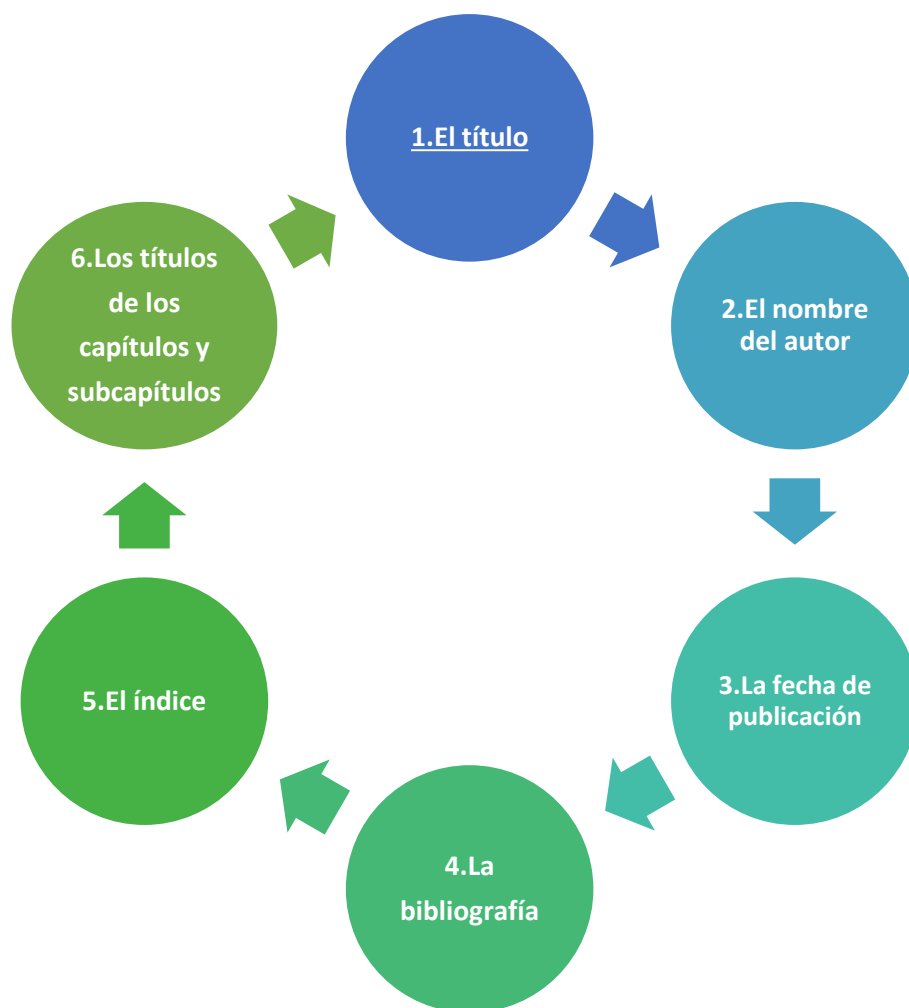 1.El título
2.El nombre
del autor
3.La fecha de
publicación
4.La
bibliografía
5.El índice
6.Los títulos
de los
capítulos y
subcapítulos